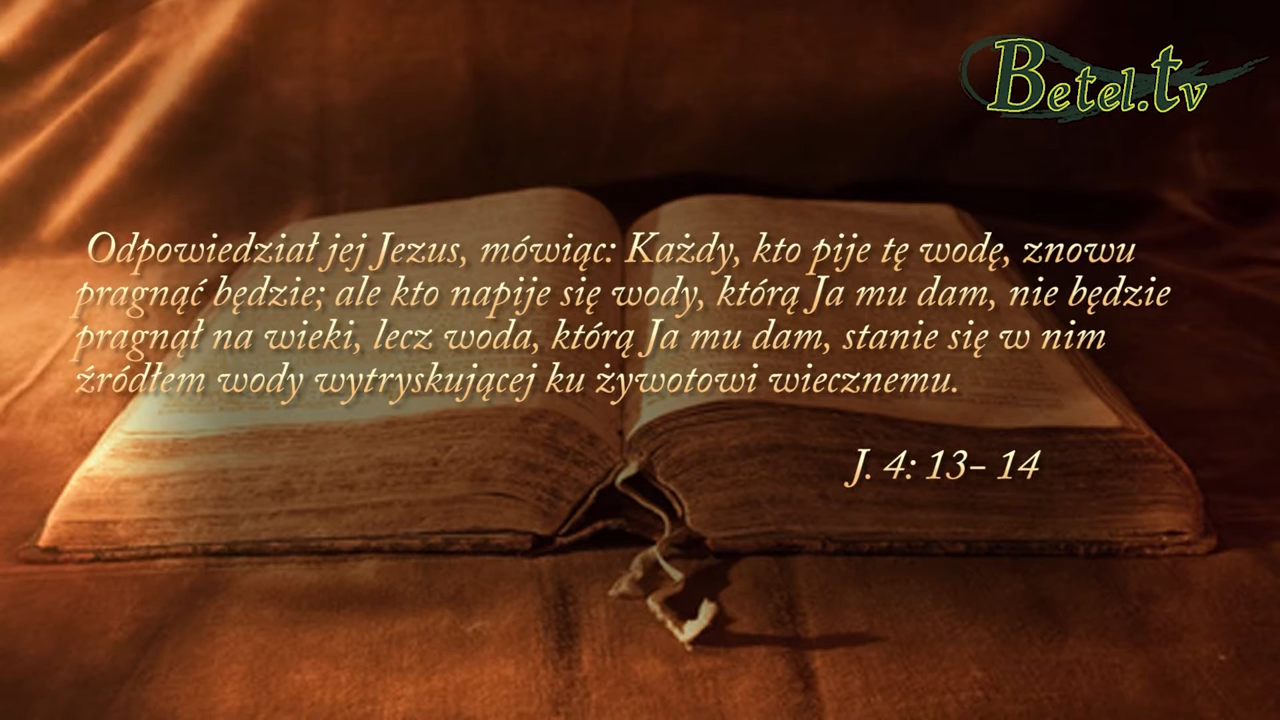 Betel.tv
Odpowiedział jej Jezus, mówiąc: Każdy, kto pije tę wodę, znowu
pragnąć będzie; ale kto napije się wody, którą Ja mu dam, nie będzie
pragnął na wieki, lecz woda, którą Ja mu dam, stanie się w nim
źródłem wody wytryskującej ku żywotowi wiecznemu.
J. 4: 13– 14